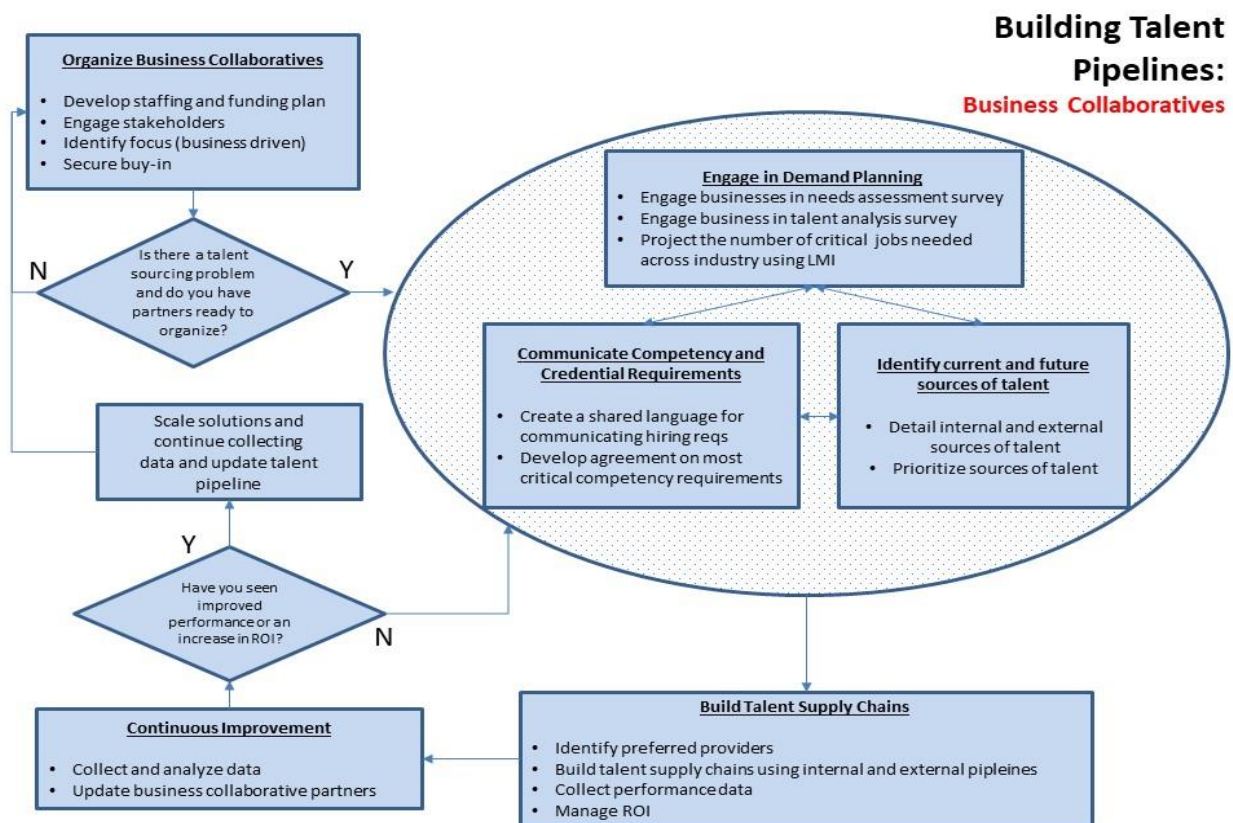 Building Talent
Pipelines:
Business Collaboratives
Organize Business Collaboratives
• Develop staffing and funding plan
• Engage stakeholders
• Identify focus (business driven)
• Secure buy-in
Is there a talent
sourcing problem
and do you have
partners ready to
organize?
N
Y
Engage in Demand Planning
• Engage businesses in needs assessment survey
• Engage business in talent analysis survey
• Project the number of critical jobs needed
across industry using LMI
Communicate Competency and
Credential Requirements
• Create a shared language for
communicating hiring reqs
• Develop agreement on most
critical competency requirements
Identify current and future
sources of talent
• Detail internal and external
sources of talent
• Prioritize sources of talent
Scale solutions and
continue collecting
data and update talent
pipeline
Y
Have you seen
improved
performance or an
increase in ROI?
N
Continuous Improvement
• Collect and analyze data
• Update business collaborative partners
Build Talent Supply Chains
• Identify preferred providers
• Build talent supply chains using internal and external pipleines
• Collect performance data
• Manage ROI